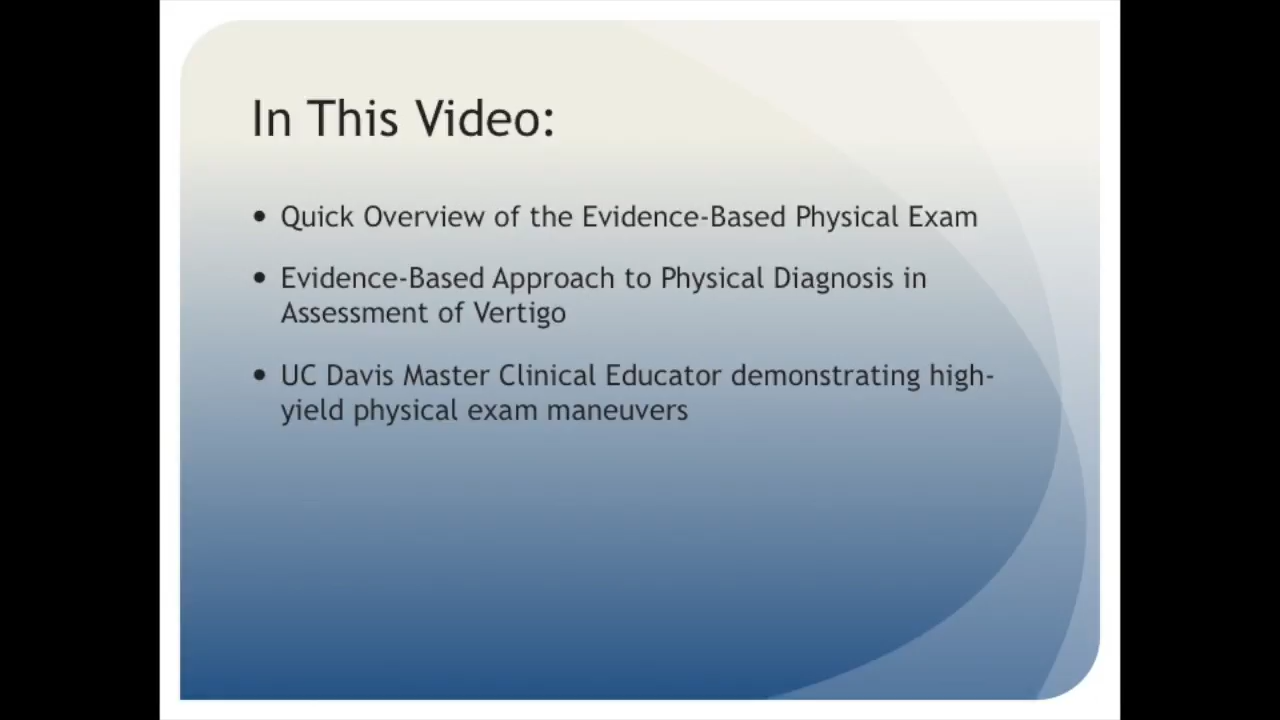 In This Video:
• Quick Overview of the Evidence-Based Physical Exam
• Evidence-Based Approach to Physical Diagnosis in
Assessment of Vertigo
• UC Davis Master Clinical Educator demonstrating high-
yield physical exam maneuvers